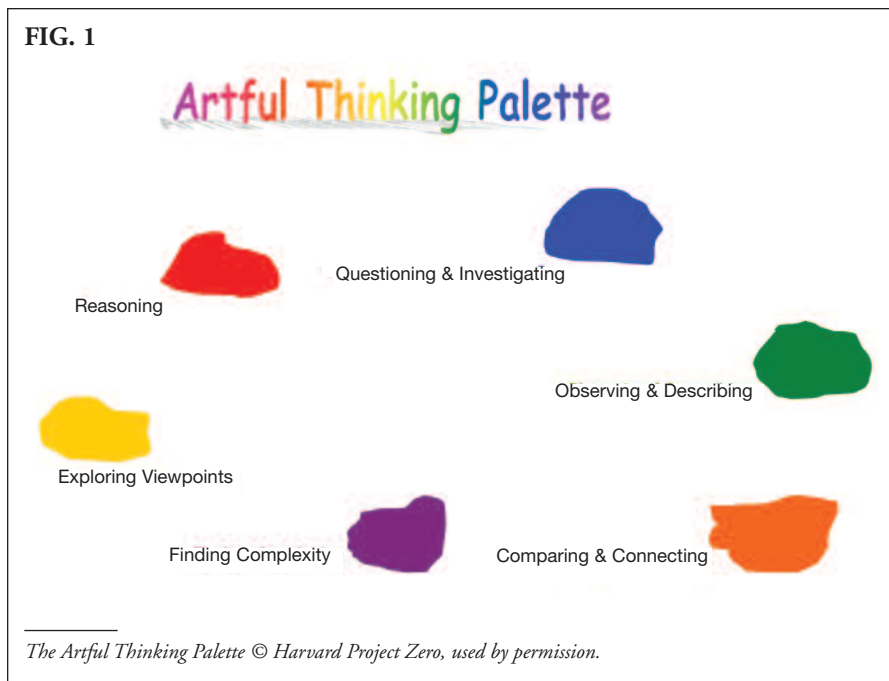 FIG. 1
Artful Thinking Palette
Questioning & Investigating
Reasoning
Observing & Describing
Exploring Viewpoints
Finding Complexity
Comparing & Connecting
The Artful Thinking Palette © Harvard Project Zero, used by permission.